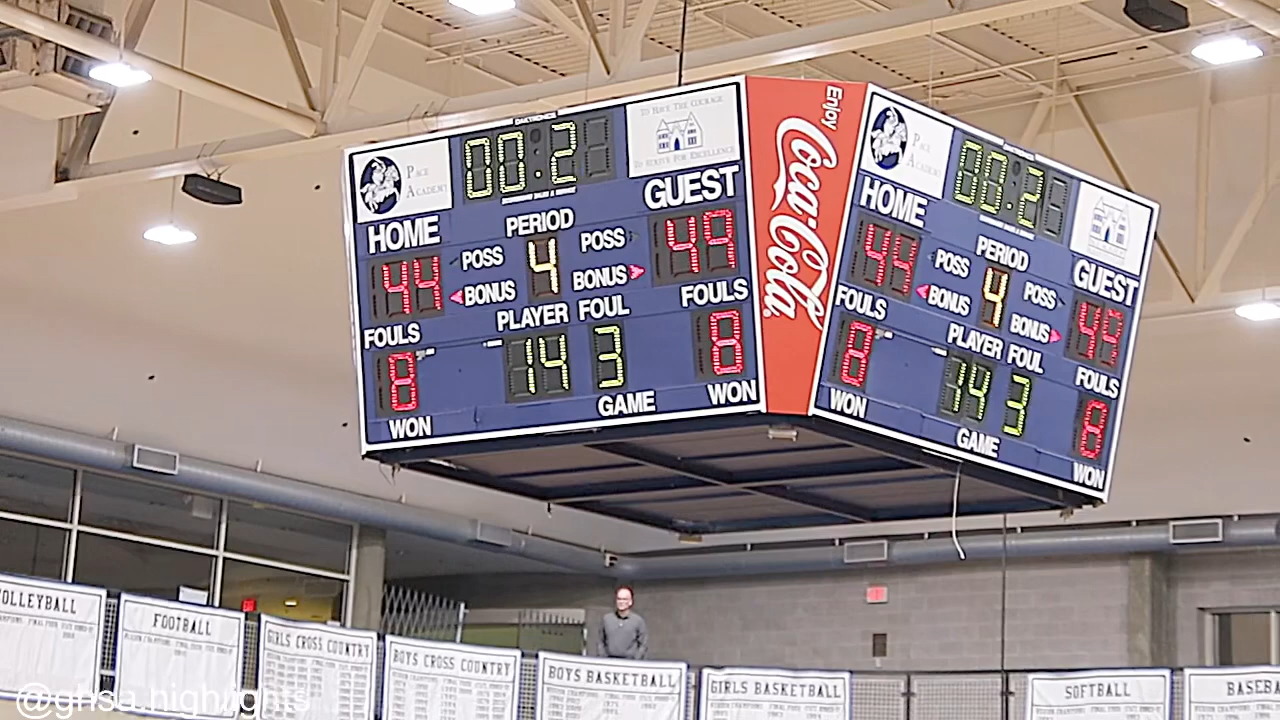 DAKTRONICS
PACE ACADEMY
00.2
TO HAVE THE COURAGE
TO STRIVE FOR EXCELLENCE
HOME
PERIOD
GUEST
44
POSS
4
POSS
49
BONUS
BONUS
FOULS
PLAYER FOUL
FOULS
8
14
3
8
WON
GAME
WON
Enjoy
Coca-Cola
PACE ACADEMY
00.2
HOME
PERIOD
GUEST
44
POSS
4
POSS
49
BONUS
BONUS
FOULS
PLAYER FOUL
FOULS
8
14
3
8
WON
GAME
WON
OLLEYBALL
FOOTBALL
GIRLS CROSS COUNTRY
BOYS CROSS COUNTRY
BOYS BASKETBALL
GIRLS BASKETBALL
SOFTBALL
BASEBA
@ghsa.highlights